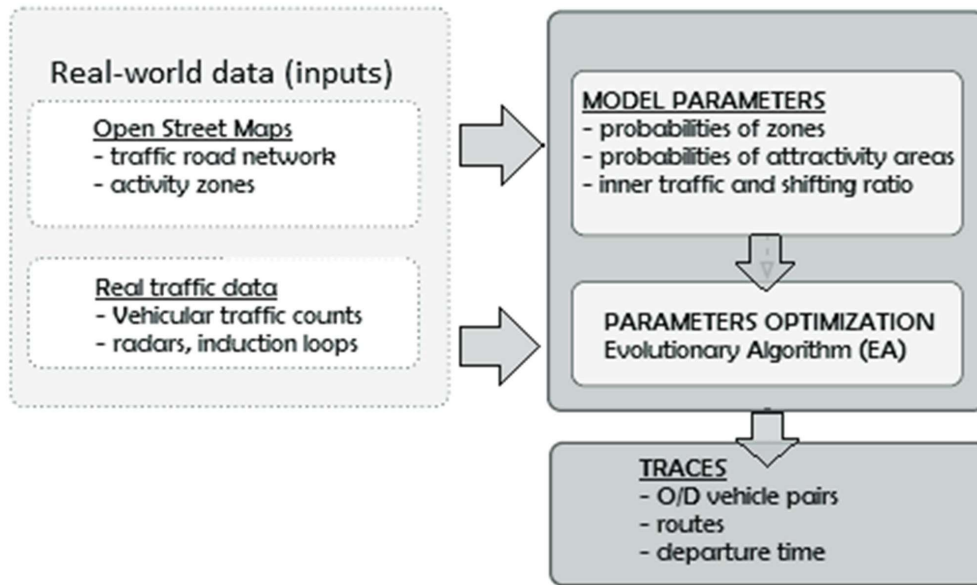 Real-world data (inputs)
Open Street Maps
- traffic road network
- activity zones
Real traffic data
- Vehicular traffic counts
- radars, induction loops
MODEL PARAMETERS
- probabilities of zones
- probabilities of attractivity areas
- inner traffic and shifting ratio
PARAMETERS OPTIMIZATION
Evolutionary Algorithm (EA)
TRACES
- O/D vehicle pairs
- routes
- departure time